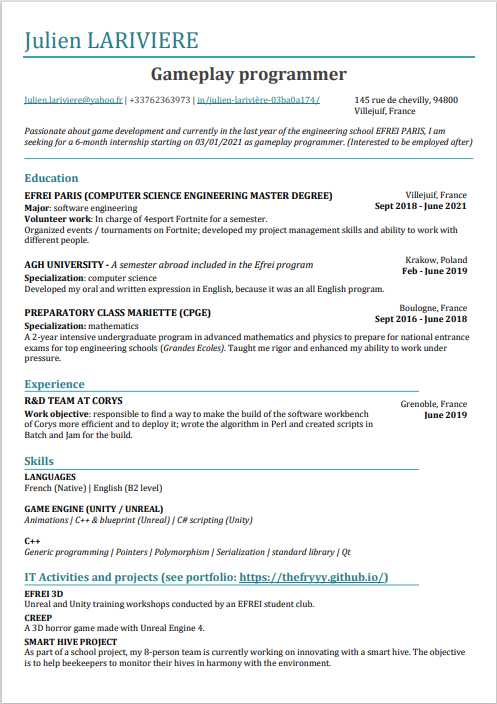 Julien LARIVIERE
Gameplay programmer
Julien.lariviere@yahoo.fr | +33762363973 | in/julien-larivière-03ba0a174/
145 rue de chevilly, 94800
Villejuif, France
Passionate about game development and currently in the last year of the engineering school EFREI PARIS, I am
seeking for a 6-month internship starting on 03/01/2021 as gameplay programmer. (Interested to be employed after)
Education
EFREI PARIS (COMPUTER SCIENCE ENGINEERING MASTER DEGREE)
Villejuif, France
Major: software engineering
Sept 2018 - June 2021
Volunteer work: In charge of 4esport Fortnite for a semester.
Organized events / tournaments on Fortnite; developed my project management skills and ability to work with
different people.
AGH UNIVERSITY - A semester abroad included in the Efrei program
Krakow, Poland
Feb - June 2019
Specialization: computer science
Developed my oral and written expression in English, because it was an all English program.
PREPARATORY CLASS MARIETTE (CPGE)
Boulogne, France
Sept 2016 - June 2018
Specialization: mathematics
A 2-year intensive undergraduate program in advanced mathematics and physics to prepare for national entrance
exams for top engineering schools (Grandes Ecoles). Taught me rigor and enhanced my ability to work under
pressure.
Experience
R&D TEAM AT CORYS
Grenoble, France
June 2019
Work objective: responsible to find a way to make the build of the software workbench
of Corys more efficient and to deploy it; wrote the algorithm in Perl and created scripts in
Batch and Jam for the build.
Skills
LANGUAGES
French (Native) | English (B2 level)
GAME ENGINE (UNITY / UNREAL)
Animations | C++ & blueprint (Unreal) | C# scripting (Unity)
C++
Generic programming | Pointers | Polymorphism | Serialization | standard library | Qt
IT Activities and projects (see portfolio: https://thefryyy.github.io/)
EFREI 3D
Unreal and Unity training workshops conducted by an EFREI student club.
CREEP
A 3D horror game made with Unreal Engine 4.
SMART HIVE PROJECT
As part of a school project, my 8-person team is currently working on innovating with a smart hive. The objective
is to help beekeepers to monitor their hives in harmony with the environment.